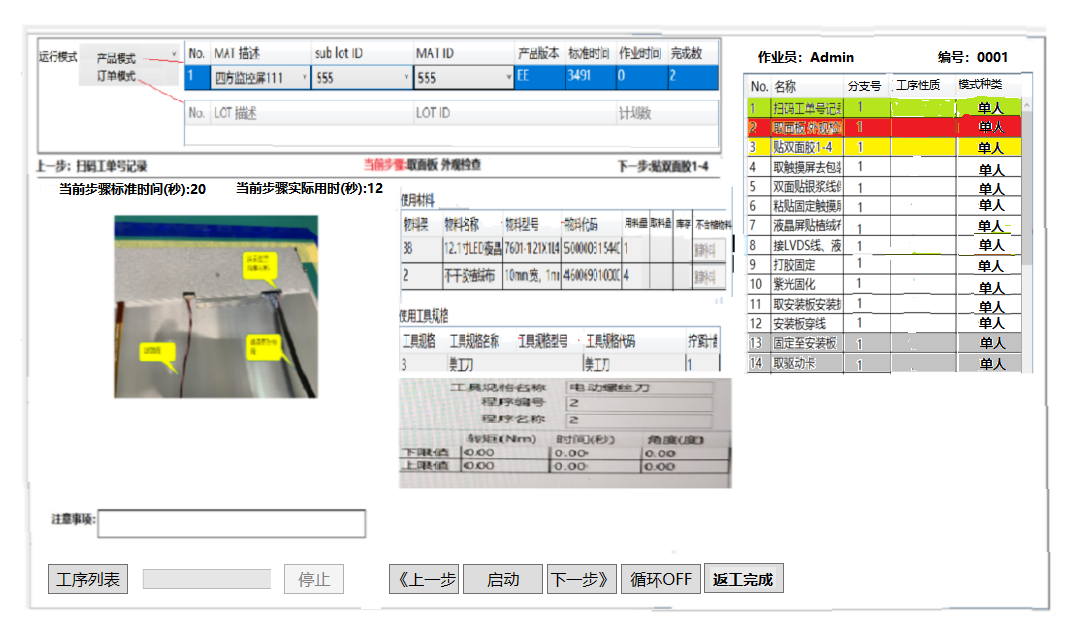 运行模式 产品模式
订单模式
No. MAT 描述 sub lot ID MAT ID 产品版本 标准时间 作业时间 完成数
1 四方监控屏111 555 555 EE 3491 0 2
No. LOT 描述 LOT ID 计划数
上一步: 扫码工单号记录 当前步骤:取面板 外观检查 下一步:贴双面胶1-4
当前步骤标准时间(秒):20 当前步骤实际用时(秒):12
使用材料
物料架 物料名称 物料型号 物料代码 用料量 取料量 库存
38 12.1寸LED液晶 1
2 不干胶植绒布 10mm宽, 4
使用工具规格
工具规格 工具规格名称 工具规格型号 工具规格代码
3 美工刀 美工刀 1
工具规格名称 电动螺丝刀
程序编号 2
程序名称 2
转矩(Nm) 时间(秒) 角度(度)
下限值 0.00 0.00 0.00
上限值 0.00 0.00 0.00
注意事项:
工序列表 停止 《上一步 启动 下一步》 循环OFF 返工完成
作业员: Admin 编号: 0001
No. 名称 分支号 工序性质 模式种类
1 扫码工单号记录 1 单人
2 取面板 外观检 1 单人
3 贴双面胶1-4 1 单人
4 取触摸屏去包装 1 单人
5 双面贴银浆线 1 单人
6 粘贴固定触摸屏 1 单人
7 液晶屏贴植绒布 1 单人
8 接LVDS线、液 1 单人
9 打胶固定 1 单人
10 紫光固化 1 单人
11 取安装板安装 1 单人
12 安装板穿线 1 单人
13 固定至安装板 1 单人
14 取驱动卡 1 单人